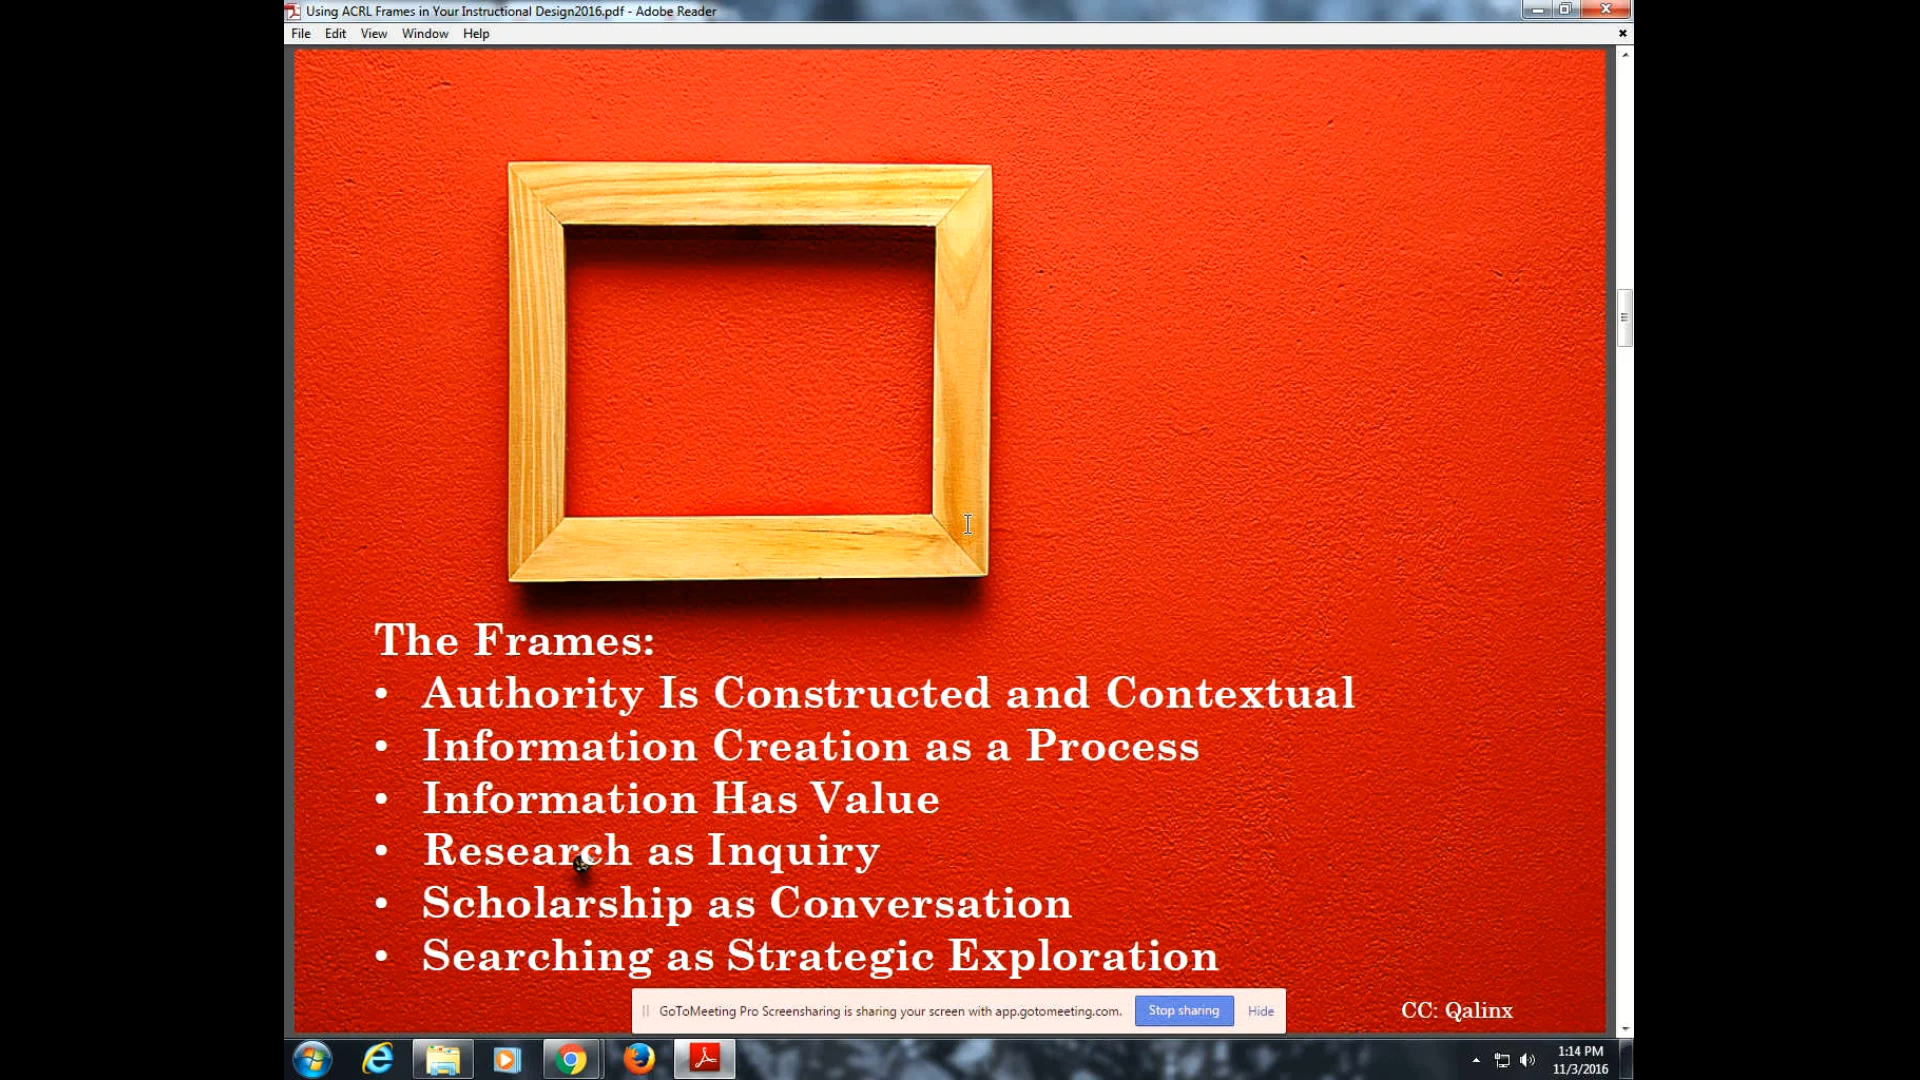 Using ACRL Frames in Your Instructional Design2016.pdf - Adobe Reader
File Edit View Window Help
The Frames:
• Authority Is Constructed and Contextual
• Information Creation as a Process
• Information Has Value
• Research as Inquiry
• Scholarship as Conversation
• Searching as Strategic Exploration
GoToMeeting Pro Screensharing is sharing your screen with app.gotomeeting.com. Stop sharing Hide
CC: Qalinx
1:14 PM
11/3/2016